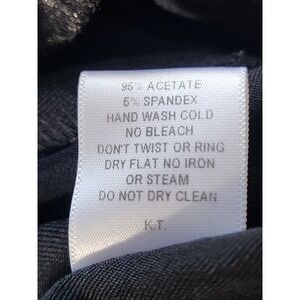 95% ACETATE
5% SPANDEX
HAND WASH COLD
NO BLEACH
DON'T TWIST OR RING
DRY FLAT NO IRON
OR STEAM
DO NOT DRY CLEAN
K.T.